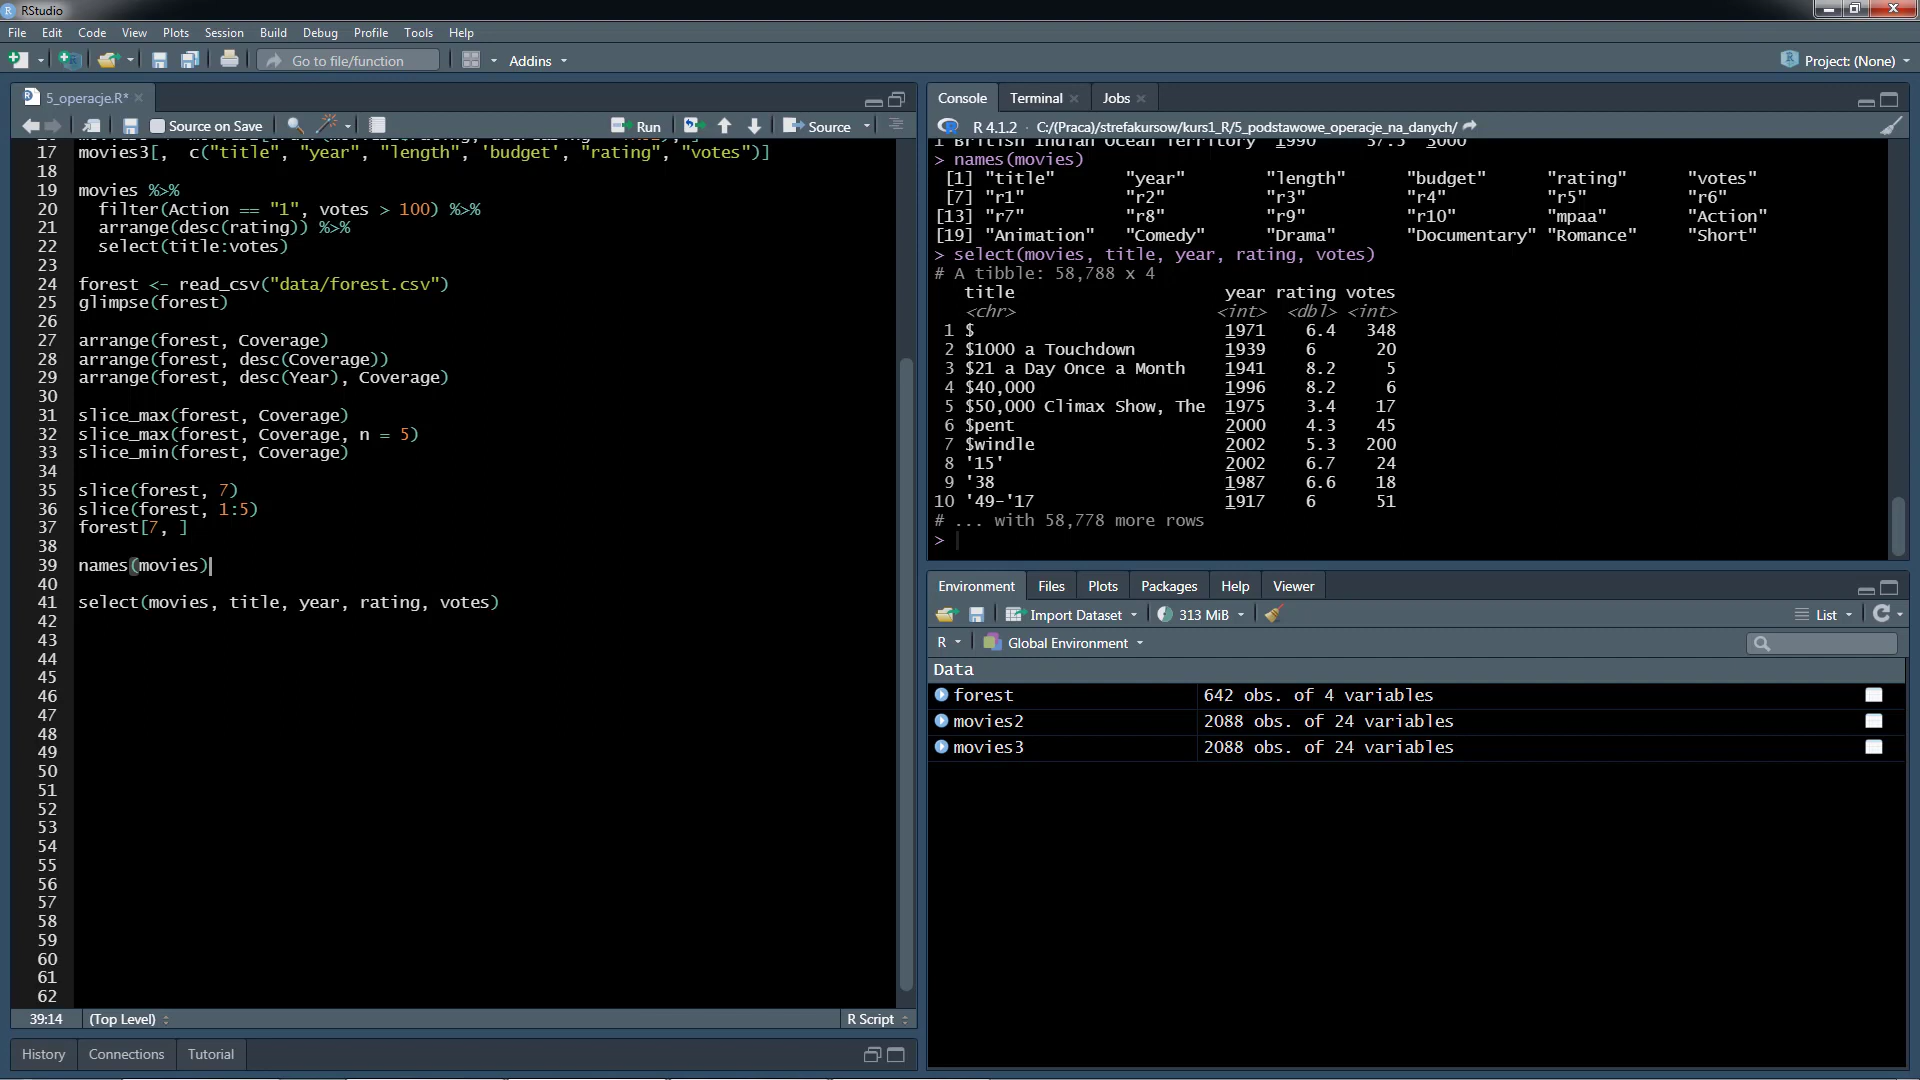 RStudio
File Edit Code View Plots Session Build Debug Profile Tools Help
Go to file/function Addins Project: (None)
5_operacje.R*
Source on Save Run Source
17 movies3[,  c("title", "year", "length", 'budget', "rating", "votes")]
18
19 movies %>%
20   filter(Action == "1", votes > 100) %>%
21   arrange(desc(rating)) %>%
22   select(title:votes)
23
24 forest <- read_csv("data/forest.csv")
25 glimpse(forest)
26
27 arrange(forest, Coverage)
28 arrange(forest, desc(Coverage))
29 arrange(forest, desc(Year), Coverage)
30
31 slice_max(forest, Coverage)
32 slice_max(forest, Coverage, n = 5)
33 slice_min(forest, Coverage)
34
35 slice(forest, 7)
36 slice(forest, 1:5)
37 forest[7, ]
38
39 names(movies)
40
41 select(movies, title, year, rating, votes)
42
43
44
45
46
47
48
49
50
51
52
53
54
55
56
57
58
59
60
61
62
39:14 (Top Level) R Script
History Connections Tutorial
Console Terminal Jobs
R 4.1.2 · C:/(Praca)/strefakursow/kurs1_R/5_podstawowe_operacje_na_danych/
1 British Indian Ocean Territory 1990 37.5 3000
> names(movies)
[1] "title" "year" "length" "budget" "rating" "votes"
[7] "r1" "r2" "r3" "r4" "r5" "r6"
[13] "r7" "r8" "r9" "r10" "mpaa" "Action"
[19] "Animation" "Comedy" "Drama" "Documentary" "Romance" "Short"
> select(movies, title, year, rating, votes)
# A tibble: 58,788 x 4
title year rating votes
<chr> <int> <dbl> <int>
1 $ 1971 6.4 348
2 $1000 a Touchdown 1939 6 20
3 $21 a Day Once a Month 1941 8.2 5
4 $40,000 1996 8.2 6
5 $50,000 Climax Show, The 1975 3.4 17
6 $pent 2000 4.3 45
7 $windle 2002 5.3 200
8 '15' 2002 6.7 24
9 '38 1987 6.6 18
10 '49-'17 1917 6 51
# ... with 58,778 more rows
>
Environment Files Plots Packages Help Viewer
Import Dataset 313 MiB List
R Global Environment
Data
forest 642 obs. of 4 variables
movies2 2088 obs. of 24 variables
movies3 2088 obs. of 24 variables